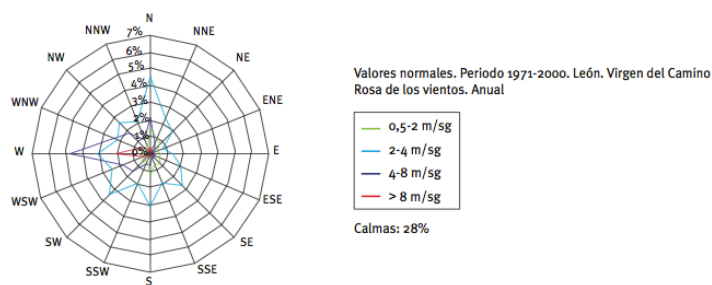 N
NNW
NNE
7%
6%
NW
NE
5%
4%
3%
WNW
ENE
2%
1%
W
0%
E
WSW
ESE
SW
SE
SSW
SSE
S
Valores normales. Periodo 1971-2000. León. Virgen del Camino
Rosa de los vientos. Anual
0,5-2 m/sg
2-4 m/sg
4-8 m/sg
> 8 m/sg
Calmas: 28%